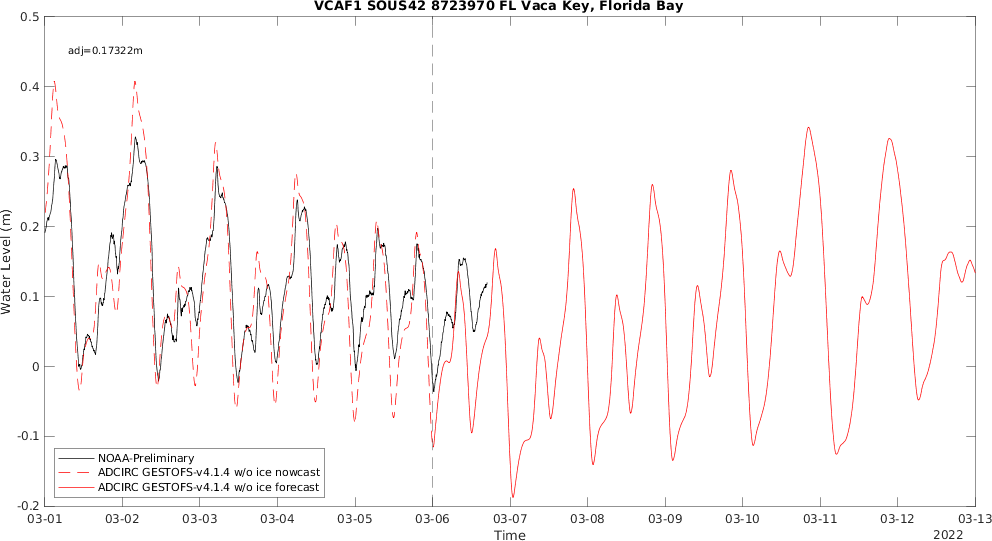 VCAF1 SOUS42 8723970 FL Vaca Key, Florida Bay
0.5
adj=0.17322m
0.4
0.3
0.2
Water Level (m)
0.1
0
-0.1
NOAA-Preliminary
ADCIRC GESTOFS-v4.1.4 w/o ice nowcast
ADCIRC GESTOFS-v4.1.4 w/o ice forecast
-0.2
03-01 03-02 03-03 03-04 03-05 03-06 03-07 03-08 03-09 03-10 03-11 03-12 03-13
Time
2022